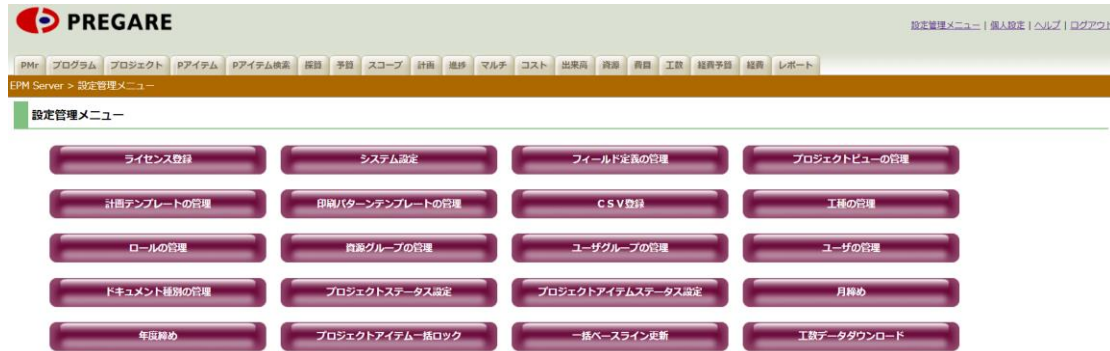 PREGARE
設定管理メニュー | 個人設定 | ヘルプ | ログアウト
PMr プログラム プロジェクト Pアイテム Pアイテム検索 採算 予算 スコープ 計画 進捗 マルチ コスト 出来高 資源 費目 工数 経費予算 経費 レポート
EPM Server > 設定管理メニュー
設定管理メニュー
ライセンス登録 システム設定 フィールド定義の管理 プロジェクトビューの管理
計画テンプレートの管理 印刷パターンテンプレートの管理 CSV登録 工種の管理
ロールの管理 資源グループの管理 ユーザグループの管理 ユーザの管理
ドキュメント種別の管理 プロジェクトステータス設定 プロジェクトアイテムステータス設定 月締め
年度締め プロジェクトアイテム一括ロック 一括ベースライン更新 工数データダウンロード